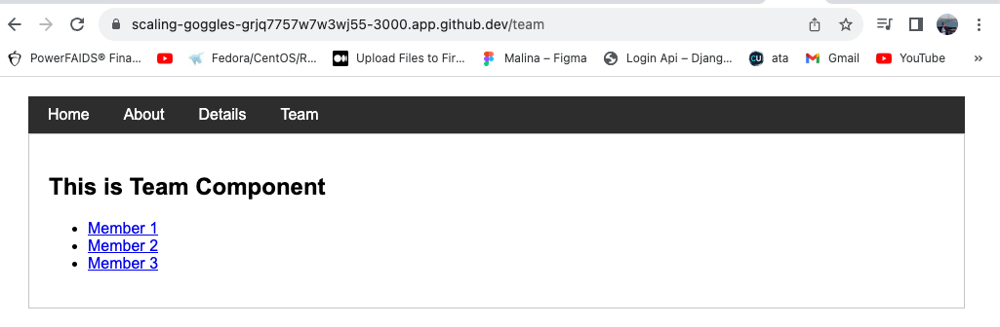 scaling-goggles-grjq7757w7w3wj55-3000.app.github.dev/team
PowerFAIDS® Fina... Fedora/CentOS/R... Upload Files to Fir... Malina – Figma Login Api – Djang... CU ata Gmail YouTube »
Home About Details Team
This is Team Component
• Member 1
• Member 2
• Member 3